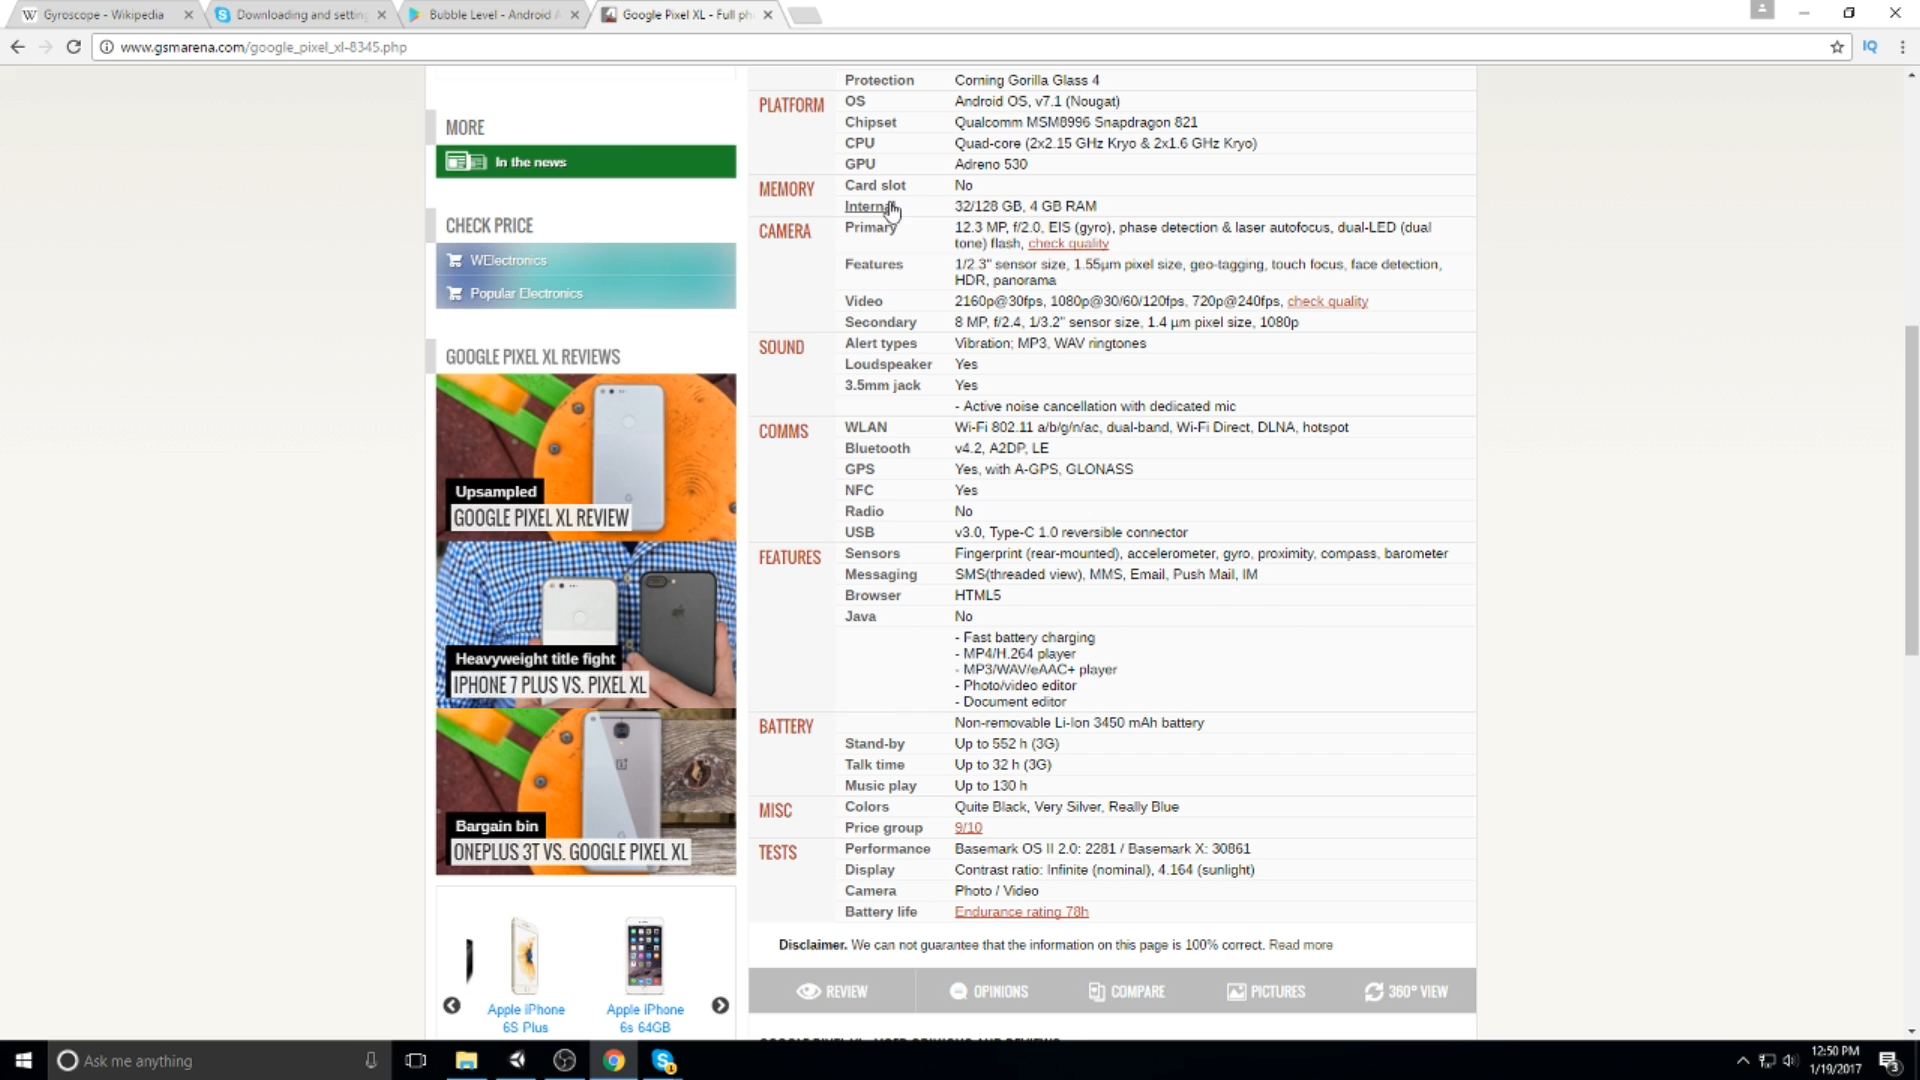 Gyroscope - Wikipedia
Downloading and settin
Bubble Level - Android A
Google Pixel XL - Full ph
www.gsmarena.com/google_pixel_xl-8345.php
IQ
MORE
In the news
CHECK PRICE
WElectronics
Popular Electronics
GOOGLE PIXEL XL REVIEWS
Upsampled
GOOGLE PIXEL XL REVIEW
Heavyweight title fight
IPHONE 7 PLUS VS. PIXEL XL
Bargain bin
ONEPLUS 3T VS. GOOGLE PIXEL XL
Apple iPhone
6S Plus
Apple iPhone
6s 64GB
Protection Corning Gorilla Glass 4
PLATFORM OS Android OS, v7.1 (Nougat)
Chipset Qualcomm MSM8996 Snapdragon 821
CPU Quad-core (2x2.15 GHz Kryo & 2x1.6 GHz Kryo)
GPU Adreno 530
MEMORY Card slot No
Internal 32/128 GB, 4 GB RAM
CAMERA Primary 12.3 MP, f/2.0, EIS (gyro), phase detection & laser autofocus, dual-LED (dual
tone) flash, check quality
Features 1/2.3" sensor size, 1.55µm pixel size, geo-tagging, touch focus, face detection,
HDR, panorama
Video 2160p@30fps, 1080p@30/60/120fps, 720p@240fps, check quality
Secondary 8 MP, f/2.4, 1/3.2" sensor size, 1.4 µm pixel size, 1080p
SOUND Alert types Vibration; MP3, WAV ringtones
Loudspeaker Yes
3.5mm jack Yes
- Active noise cancellation with dedicated mic
COMMS WLAN Wi-Fi 802.11 a/b/g/n/ac, dual-band, Wi-Fi Direct, DLNA, hotspot
Bluetooth v4.2, A2DP, LE
GPS Yes, with A-GPS, GLONASS
NFC Yes
Radio No
USB v3.0, Type-C 1.0 reversible connector
FEATURES Sensors Fingerprint (rear-mounted), accelerometer, gyro, proximity, compass, barometer
Messaging SMS(threaded view), MMS, Email, Push Mail, IM
Browser HTML5
Java No
- Fast battery charging
- MP4/H.264 player
- MP3/WAV/eAAC+ player
- Photo/video editor
- Document editor
BATTERY Non-removable Li-Ion 3450 mAh battery
Stand-by Up to 552 h (3G)
Talk time Up to 32 h (3G)
Music play Up to 130 h
MISC Colors Quite Black, Very Silver, Really Blue
Price group 9/10
TESTS Performance Basemark OS II 2.0: 2281 / Basemark X: 30861
Display Contrast ratio: Infinite (nominal), 4.164 (sunlight)
Camera Photo / Video
Battery life Endurance rating 78h
Disclaimer. We can not guarantee that the information on this page is 100% correct. Read more
REVIEW OPINIONS COMPARE PICTURES 360° VIEW
Ask me anything
12:50 PM
1/19/2017
3